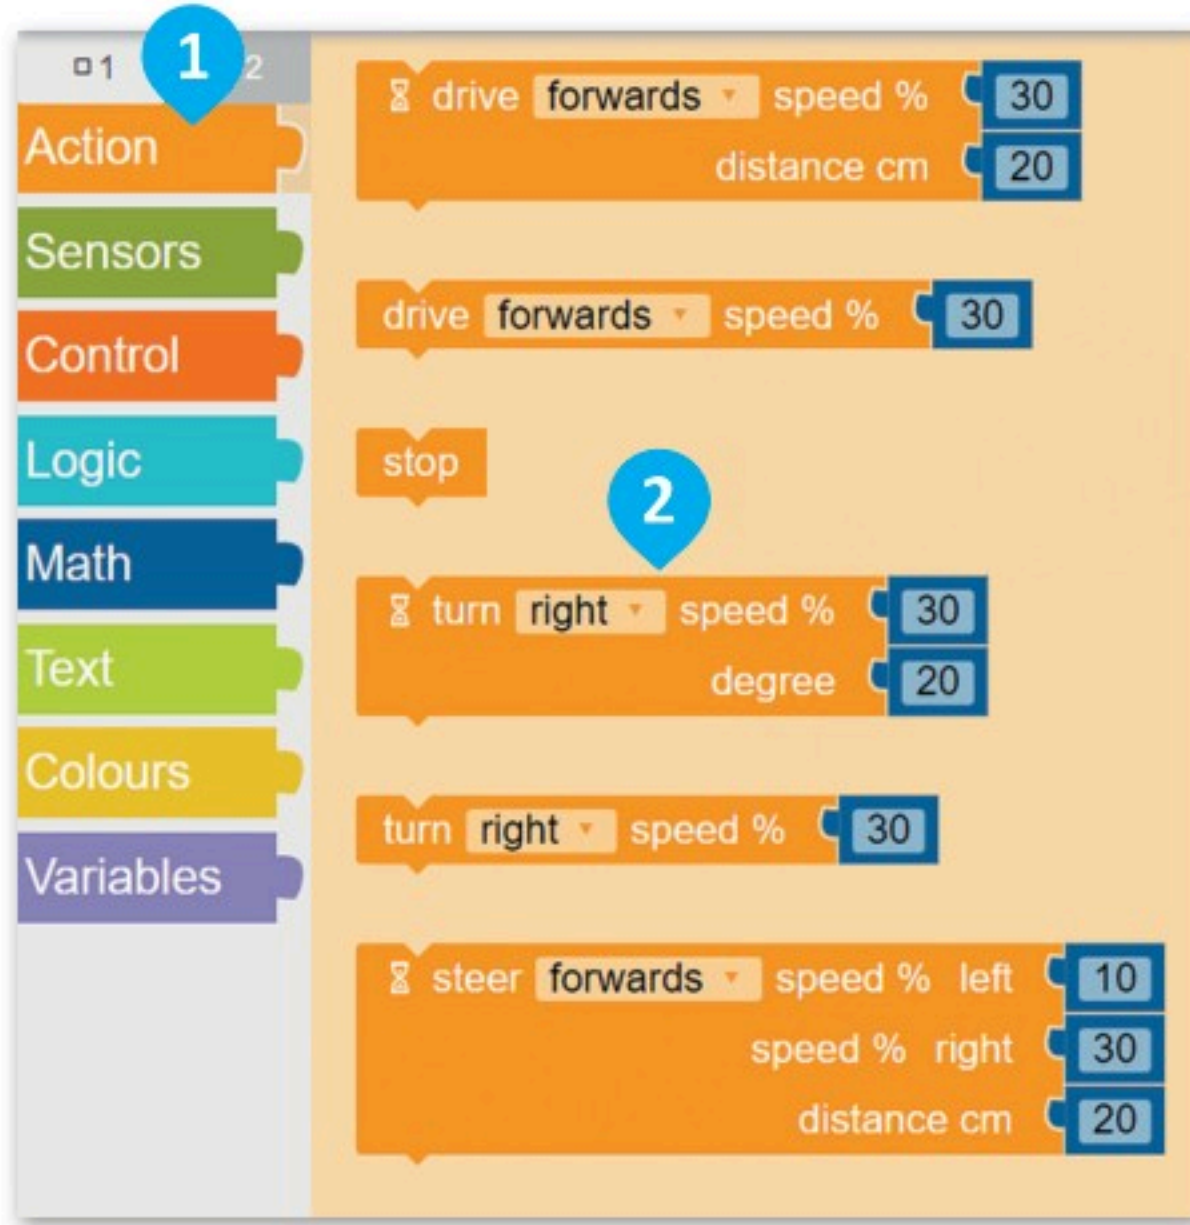 1 2
1
Action
Sensors
Control
Logic
Math
Text
Colours
Variables
drive forwards speed % 30
distance cm 20
drive forwards speed % 30
stop
2
turn right speed % 30
degree 20
turn right speed % 30
steer forwards speed % left 10
speed % right 30
distance cm 20